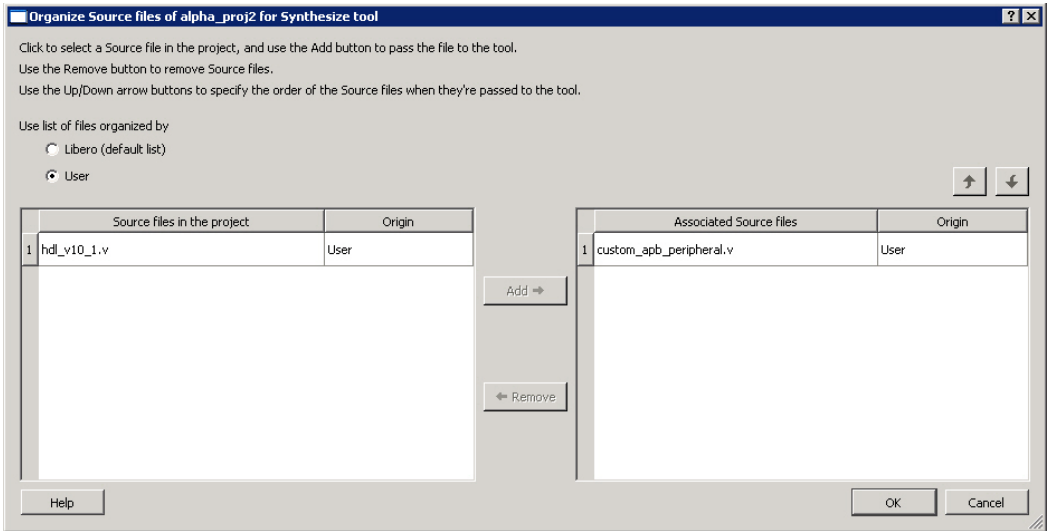 Organize Source files of alpha_proj2 for Synthesize tool
Click to select a Source file in the project, and use the Add button to pass the file to the tool.
Use the Remove button to remove Source files.
Use the Up/Down arrow buttons to specify the order of the Source files when they're passed to the tool.
Use list of files organized by
Libero (default list)
User
Source files in the project Origin
1 hdl_v10_1.v User
Add
Remove
Associated Source files Origin
1 custom_apb_peripheral.v User
Help OK Cancel